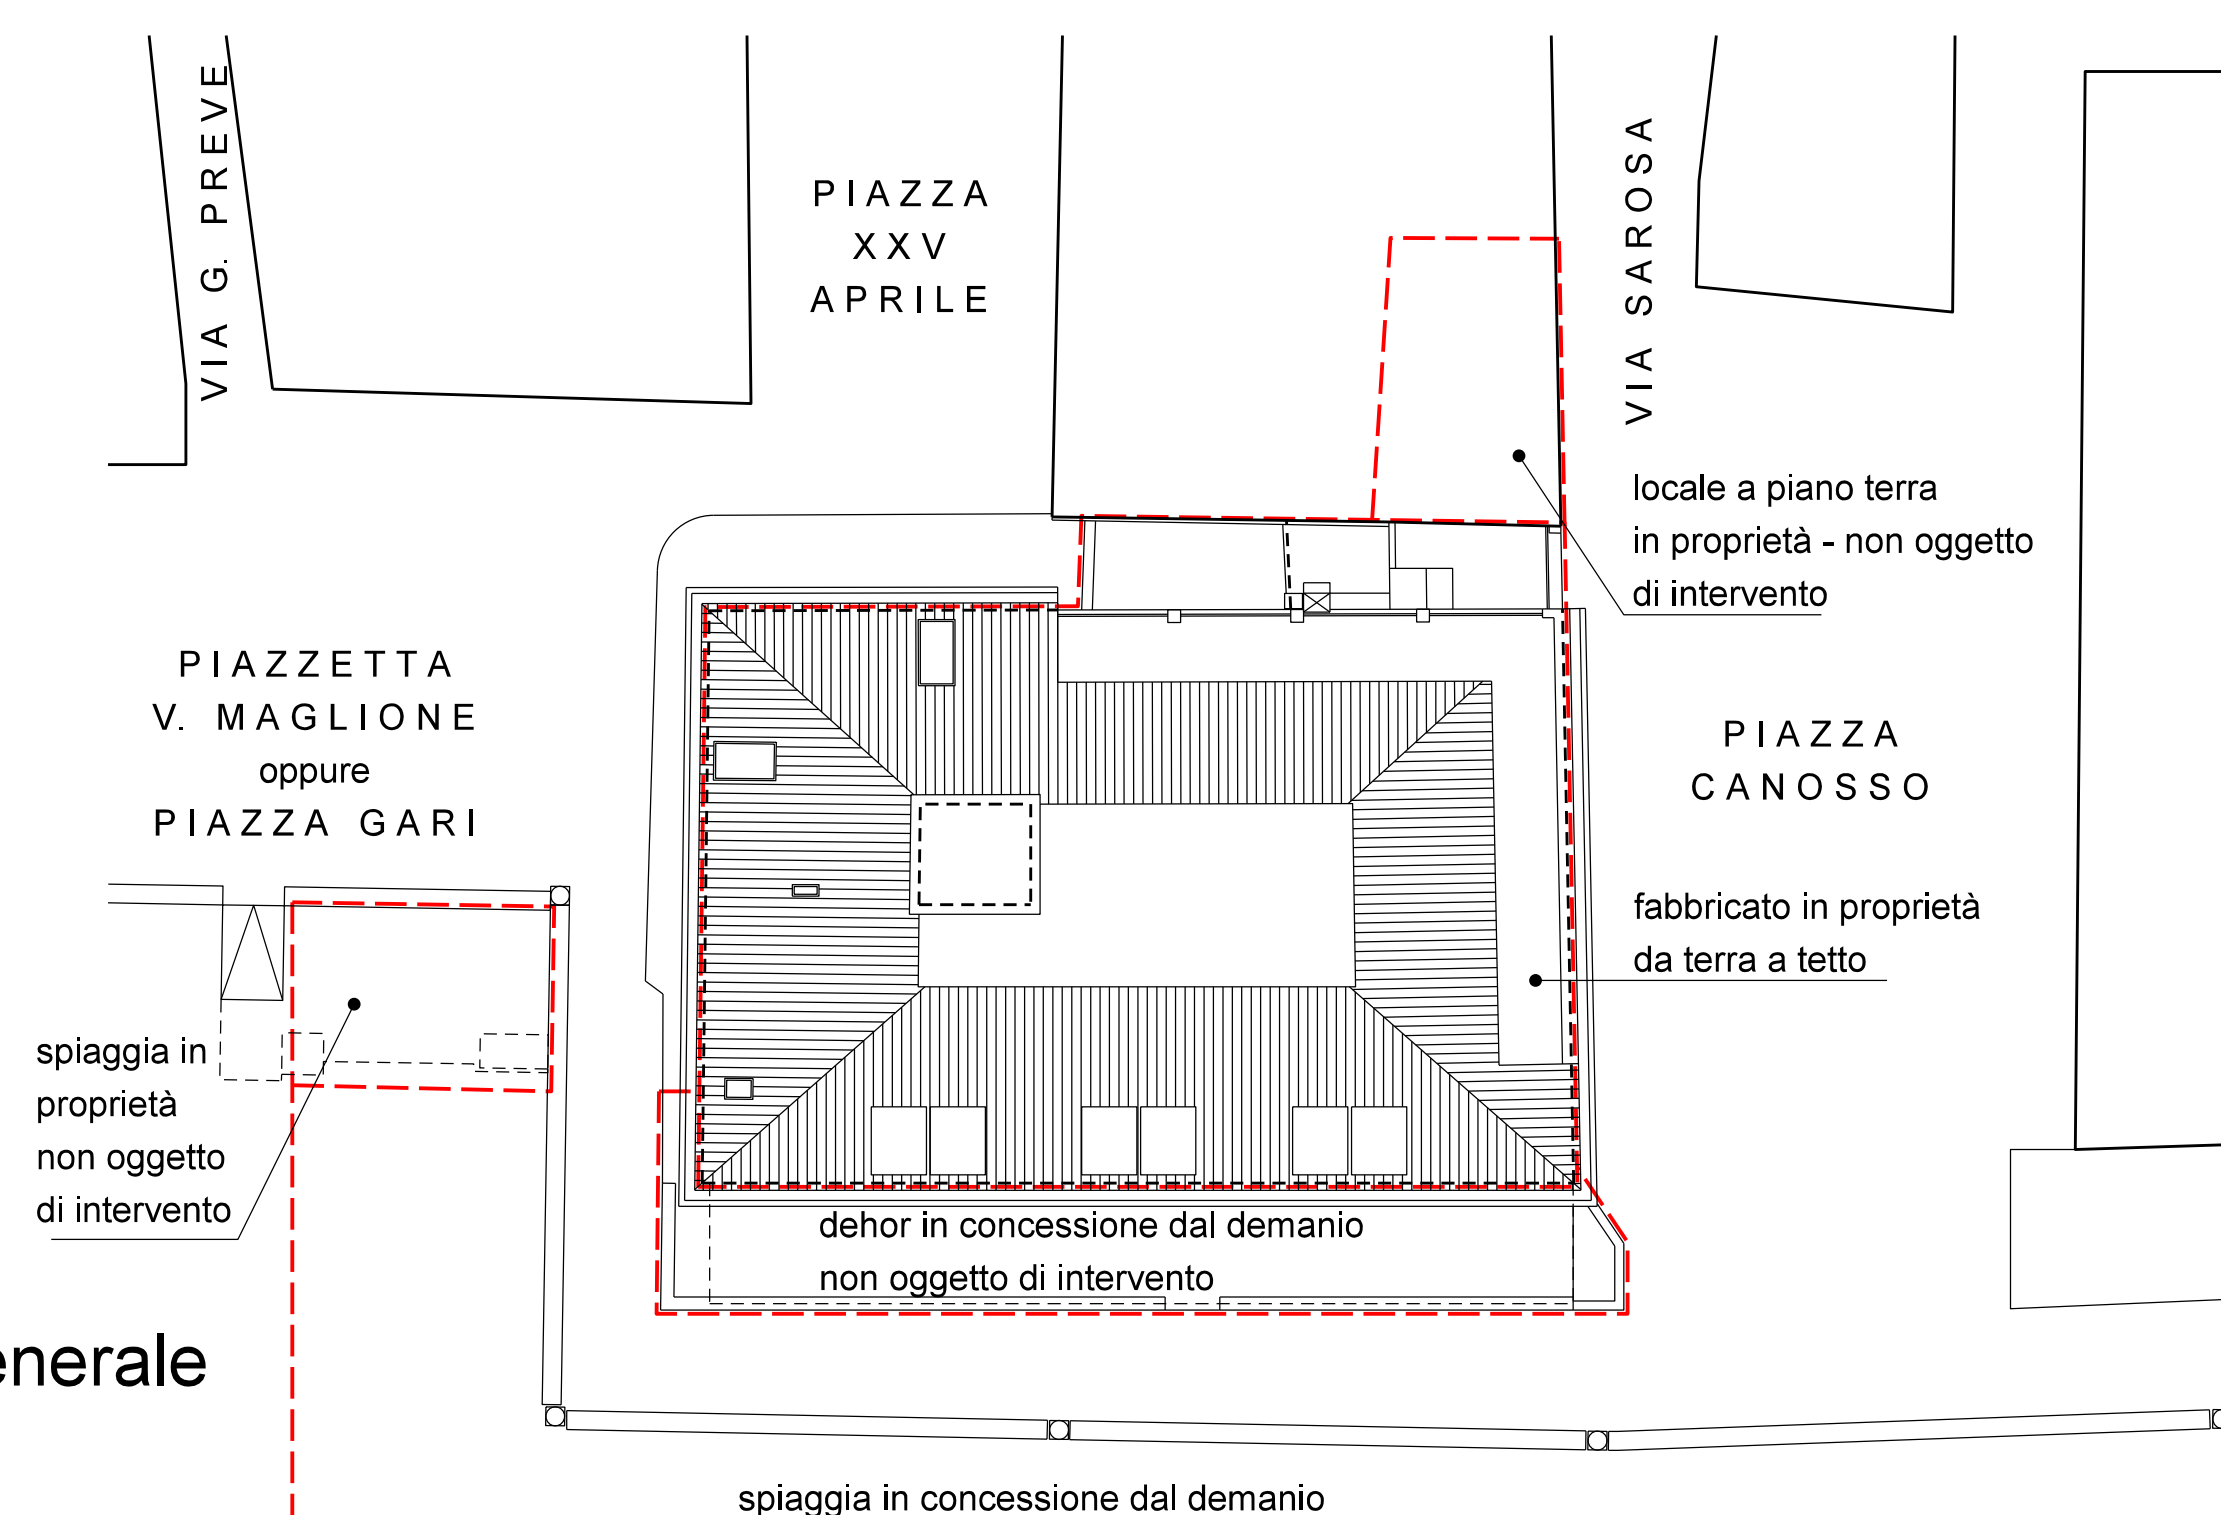 VIA G. PREVE
PIAZZA
XXV
APRILE
VIA SAROSA
locale a piano terra
in proprietà - non oggetto
di intervento
PIAZZETTA
V. MAGLIONE
oppure
PIAZZA GARI
PIAZZA
CANOSSO
fabbricato in proprietà
da terra a tetto
spiaggia in
proprietà
non oggetto
di intervento
dehor in concessione dal demanio
non oggetto di intervento
enerale
spiaggia in concessione dal demanio